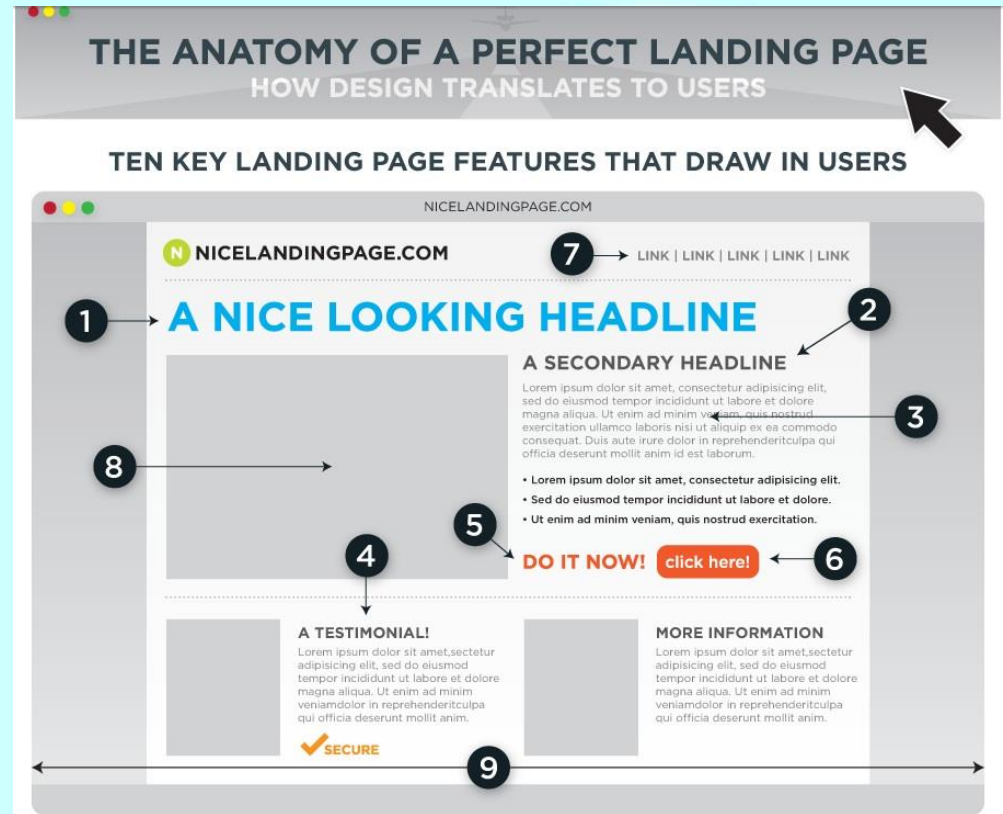 THE ANATOMY OF A PERFECT LANDING PAGE
HOW DESIGN TRANSLATES TO USERS
TEN KEY LANDING PAGE FEATURES THAT DRAW IN USERS
NICELANDINGPAGE.COM
N NICELANDINGPAGE.COM
7
LINK | LINK | LINK | LINK | LINK
1
A NICE LOOKING HEADLINE
2
8
A SECONDARY HEADLINE
Lorem ipsum dolor sit amet, consectetur adipisicing elit,
sed do eiusmod tempor incididunt ut labore et dolore
magna aliqua. Ut enim ad minim veniam, quis nostrud
exercitation ullamco laboris nisi ut aliquip ex ea commodo
consequat. Duis aute irure dolor in reprehenderitculpa qui
officia deserunt mollit anim id est laborum.
3
• Lorem ipsum dolor sit amet, consectetur adipisicing elit.
• Sed do eiusmod tempor incididunt ut labore et dolore.
• Ut enim ad minim veniam, quis nostrud exercitation.
5
DO IT NOW! click here!
6
4
A TESTIMONIAL!
Lorem ipsum dolor sit amet,sectetur
adipisicing elit, sed do eiusmod
tempor incididunt ut labore et dolore
magna aliqua. Ut enim ad minim
veniamdolor in reprehenderitculpa
qui officia deserunt mollit anim.
SECURE
MORE INFORMATION
Lorem ipsum dolor sit amet,sectetur
adipisicing elit, sed do eiusmod
tempor incididunt ut labore et dolore
magna aliqua. Ut enim ad minim
veniamdolor in reprehenderitculpa
qui officia deserunt mollit anim.
9